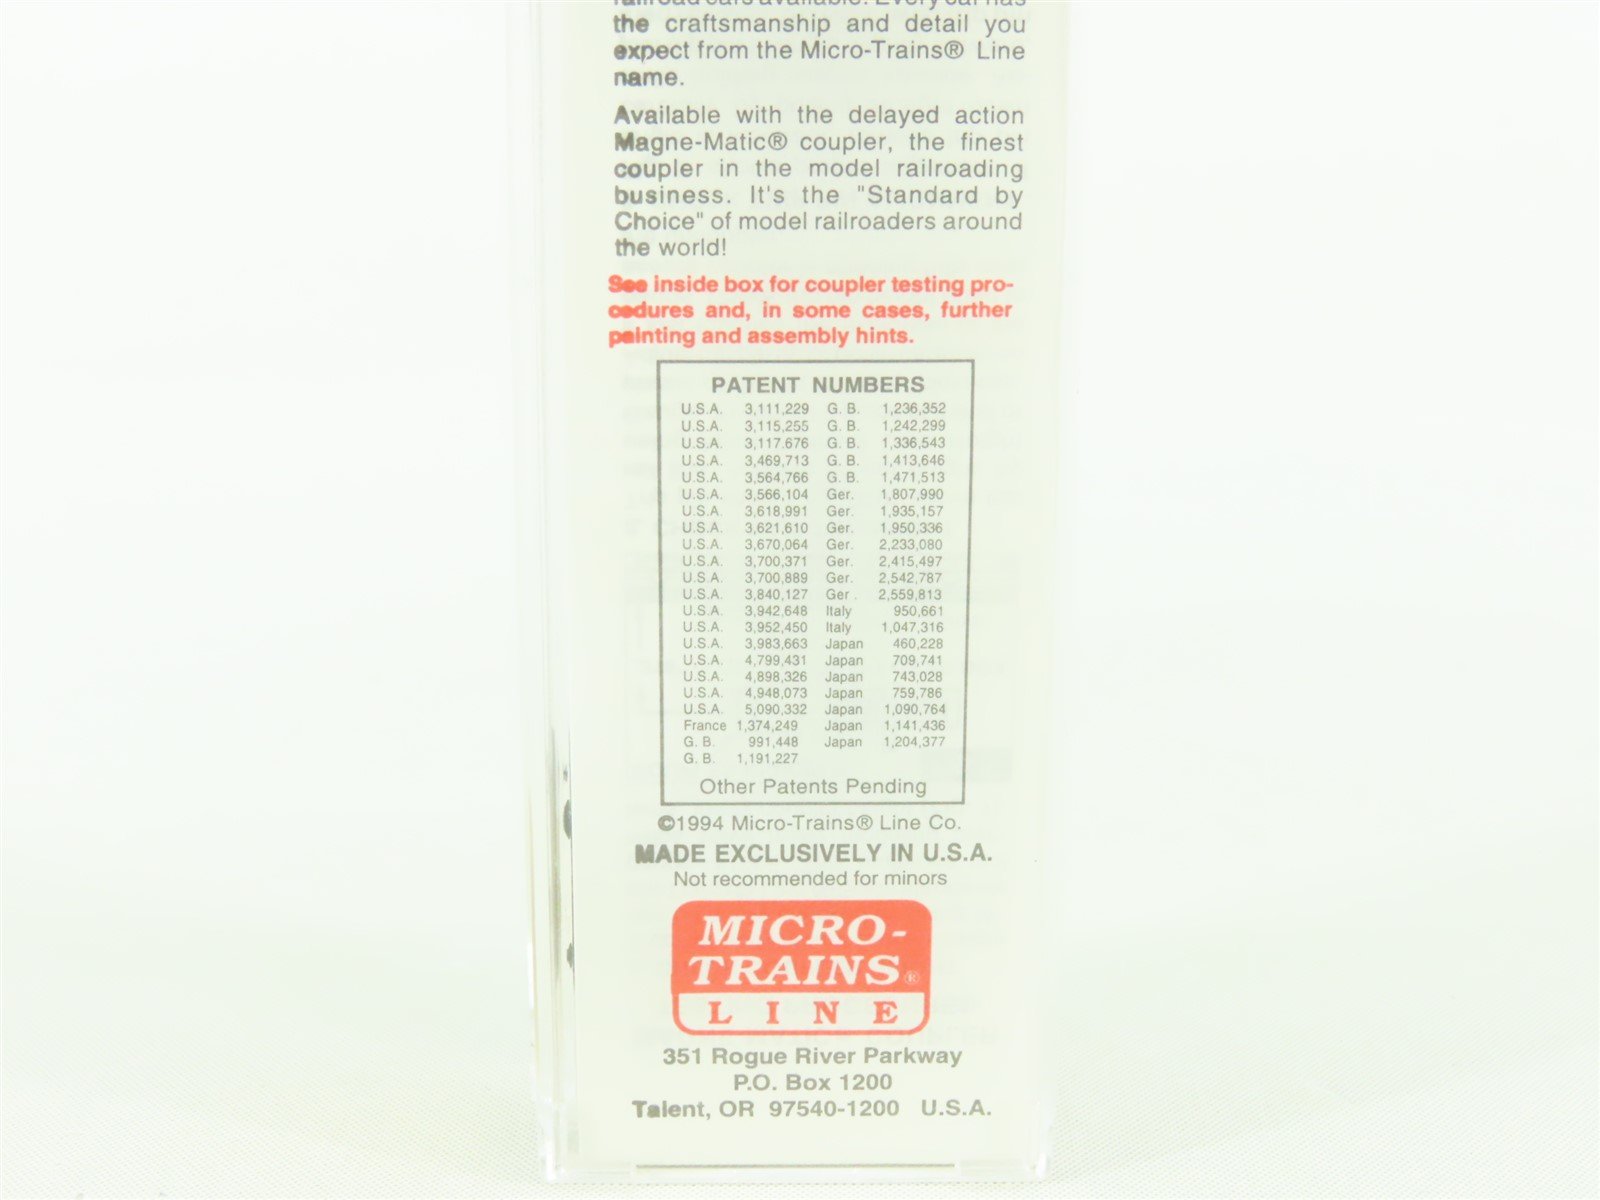 railroad cars available. Every car has
the craftsmanship and detail you
expect from the Micro-Trains® Line
name.
Available with the delayed action
Magne-Matic® coupler, the finest
coupler in the model railroading
business. It's the "Standard by
Choice" of model railroaders around
the world!
See inside box for coupler testing pro-
cedures and, in some cases, further
painting and assembly hints.
PATENT NUMBERS
U.S.A. 3,111,229 G. B. 1,236,352
U.S.A. 3,115,255 G. B. 1,242,299
U.S.A. 3,117.676 G. B. 1,336,543
U.S.A. 3,469,713 G. B. 1,413,646
U.S.A. 3,564,766 G. B. 1,471,513
U.S.A. 3,566,104 Ger. 1,807,990
U.S.A. 3,618,991 Ger. 1,935,157
U.S.A. 3,621,610 Ger. 1,950,336
U.S.A. 3,670,064 Ger. 2,233,080
U.S.A. 3,700,371 Ger. 2,415,497
U.S.A. 3,700,889 Ger. 2,542,787
U.S.A. 3,840,127 Ger . 2,559,813
U.S.A. 3,942,648 Italy 950,661
U.S.A. 3,952,450 Italy 1,047,316
U.S.A. 3,983,663 Japan 460,228
U.S.A. 4,799,431 Japan 709,741
U.S.A. 4,898,326 Japan 743,028
U.S.A. 4,948,073 Japan 759,786
U.S.A. 5,090,332 Japan 1,090,764
France 1,374,249 Japan 1,141,436
G. B. 991,448 Japan 1,204,377
G. B. 1,191,227
Other Patents Pending
©1994 Micro-Trains® Line Co.
MADE EXCLUSIVELY IN U.S.A.
Not recommended for minors
MICRO-
TRAINS®
LINE
351 Rogue River Parkway
P.O. Box 1200
Talent, OR 97540-1200 U.S.A.